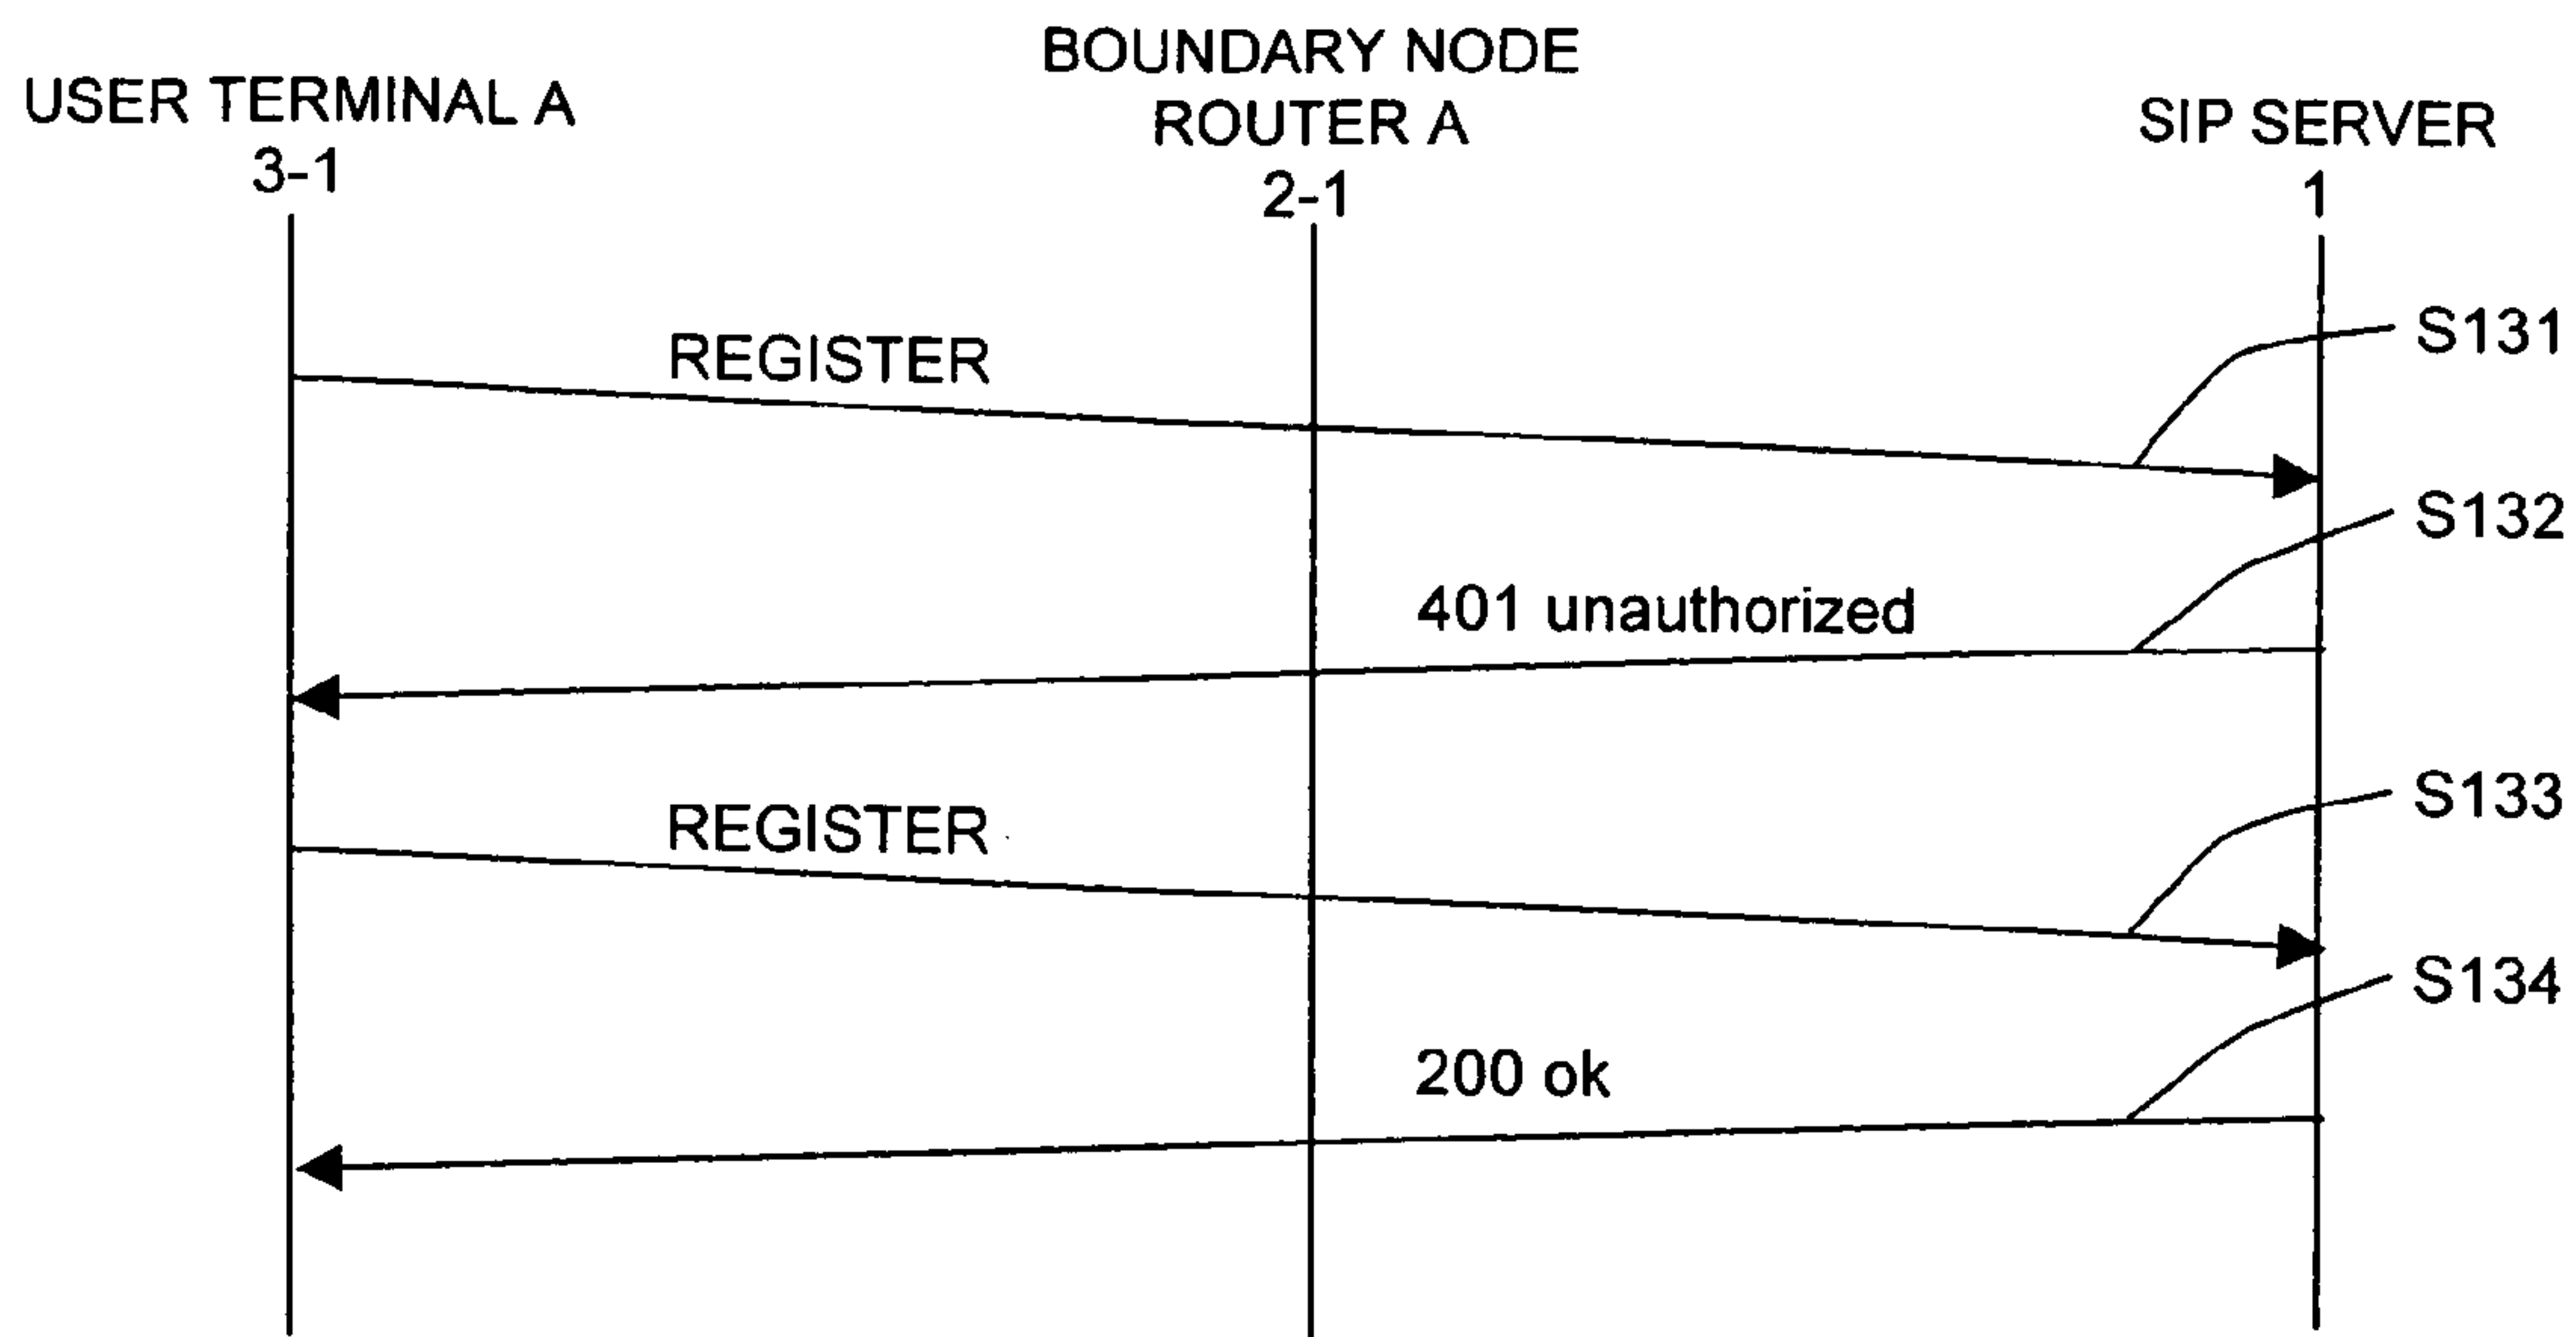 USER TERMINAL A
3-1
BOUNDARY NODE
ROUTER A
2-1
SIP SERVER
1
REGISTER
S131
S132
401 unauthorized
S133
REGISTER
S134
200 ok